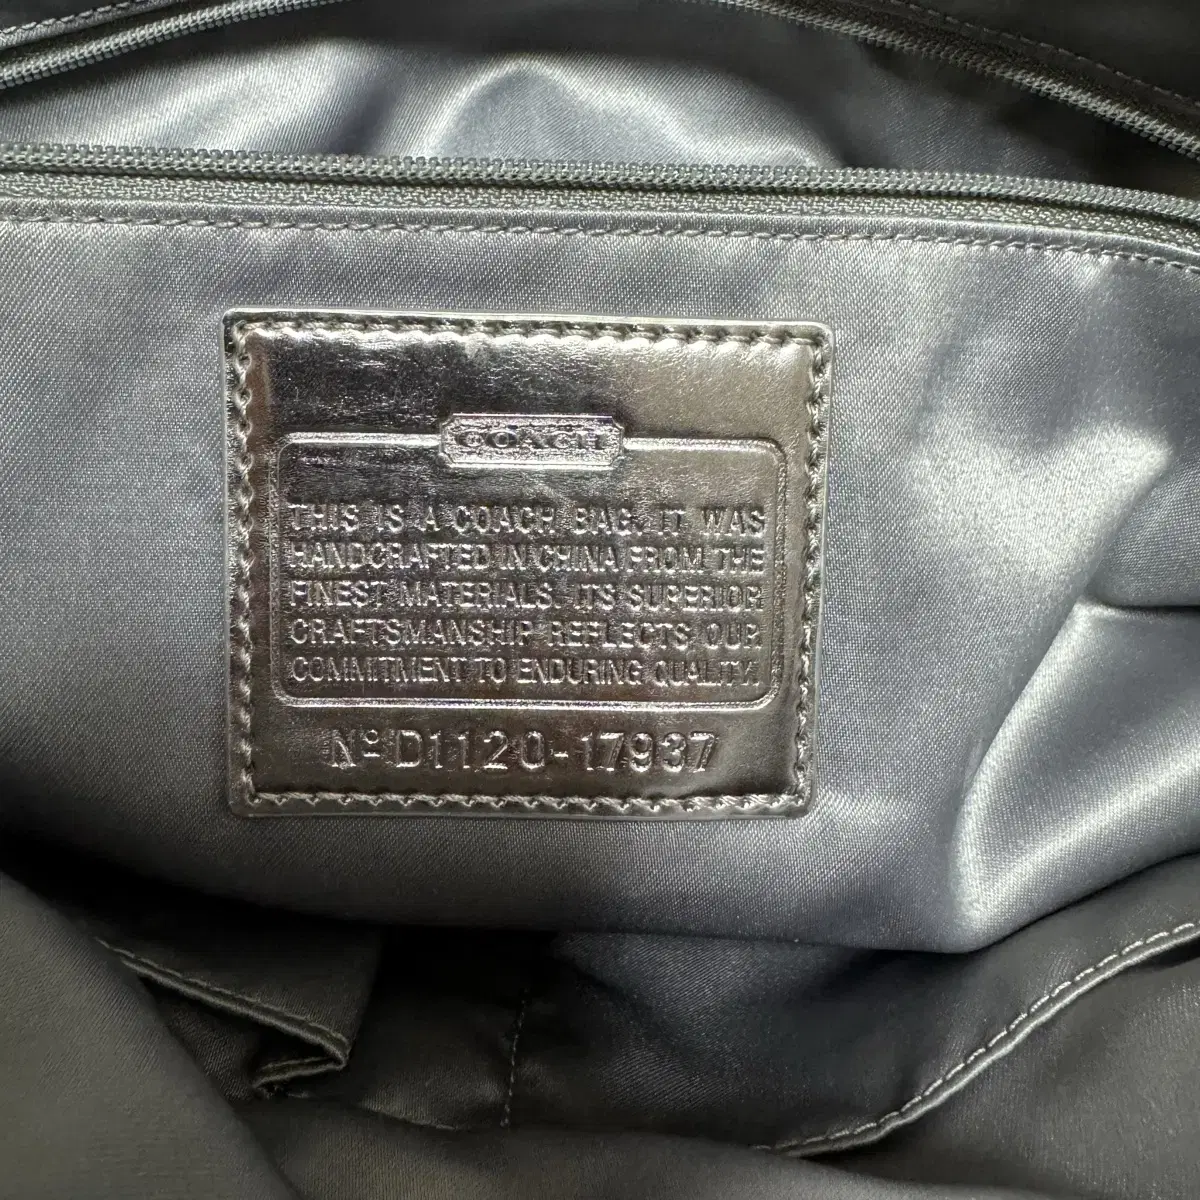 COACH
THIS IS A COACH BAG. IT WAS
HANDCRAFTED IN CHINA FROM THE
FINEST MATERIALS. ITS SUPERIOR
CRAFTSMANSHIP REFLECTS OUR
COMMITMENT TO ENDURING QUALITY.
Nº D1120-17937